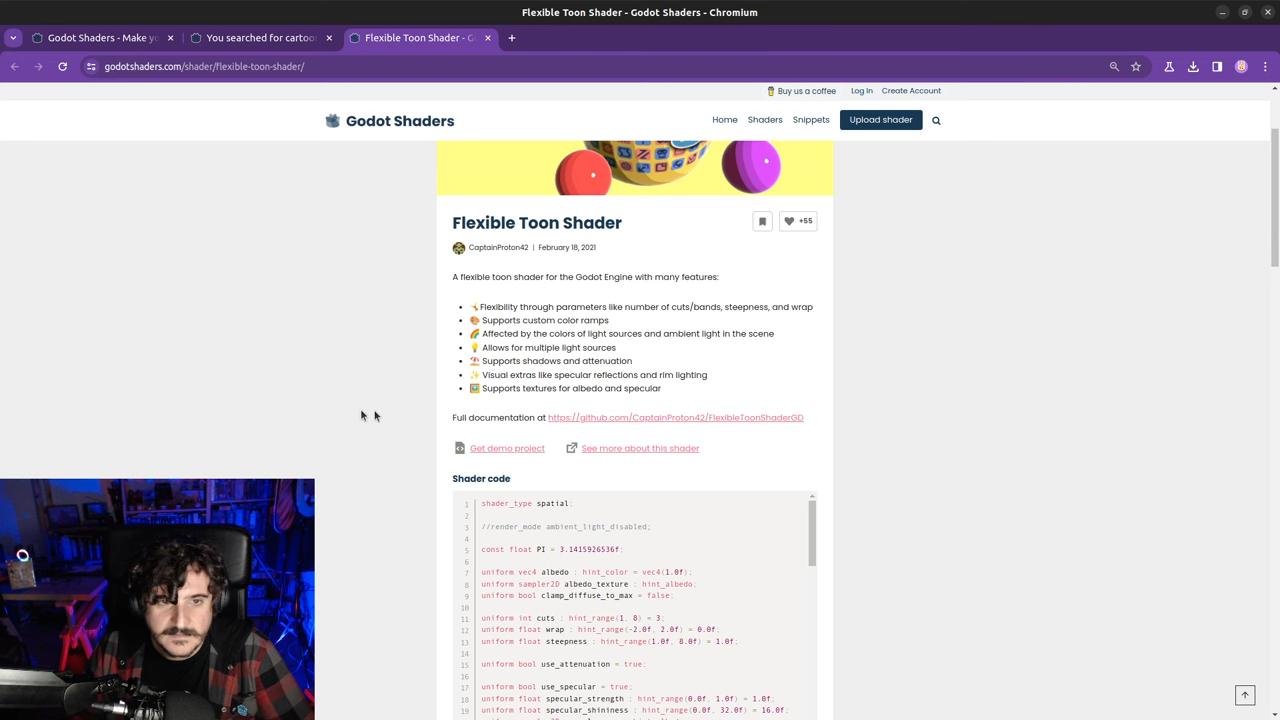 Flexible Toon Shader - Godot Shaders - Chromium
Godot Shaders - Make yo
You searched for cartoo
Flexible Toon Shader - G
godotshaders.com/shader/flexible-toon-shader/
Buy us a coffee Log In Create Account
Godot Shaders
Home Shaders Snippets Upload shader
Flexible Toon Shader
+55
CaptainProton42 | February 18, 2021
A flexible toon shader for the Godot Engine with many features:
• 🤸Flexibility through parameters like number of cuts/bands, steepness, and wrap
• 🎨 Supports custom color ramps
• 🌈 Affected by the colors of light sources and ambient light in the scene
• 💡 Allows for multiple light sources
• ⛱️ Supports shadows and attenuation
• ✨ Visual extras like specular reflections and rim lighting
• 🖼️ Supports textures for albedo and specular
Full documentation at https://github.com/CaptainProton42/FlexibleToonShaderGD
Get demo project See more about this shader
Shader code
1 shader_type spatial;
2
3 //render_mode ambient_light_disabled;
4
5 const float PI = 3.1415926536f;
6
7 uniform vec4 albedo : hint_color = vec4(1.0f);
8 uniform sampler2D albedo_texture : hint_albedo;
9 uniform bool clamp_diffuse_to_max = false;
10
11 uniform int cuts : hint_range(1, 8) = 3;
12 uniform float wrap : hint_range(-2.0f, 2.0f) = 0.0f;
13 uniform float steepness : hint_range(1.0f, 8.0f) = 1.0f;
14
15 uniform bool use_attenuation = true;
16
17 uniform bool use_specular = true;
18 uniform float specular_strength : hint_range(0.0f, 1.0f) = 1.0f;
19 uniform float specular_shininess : hint_range(0.0f, 32.0f) = 16.0f;